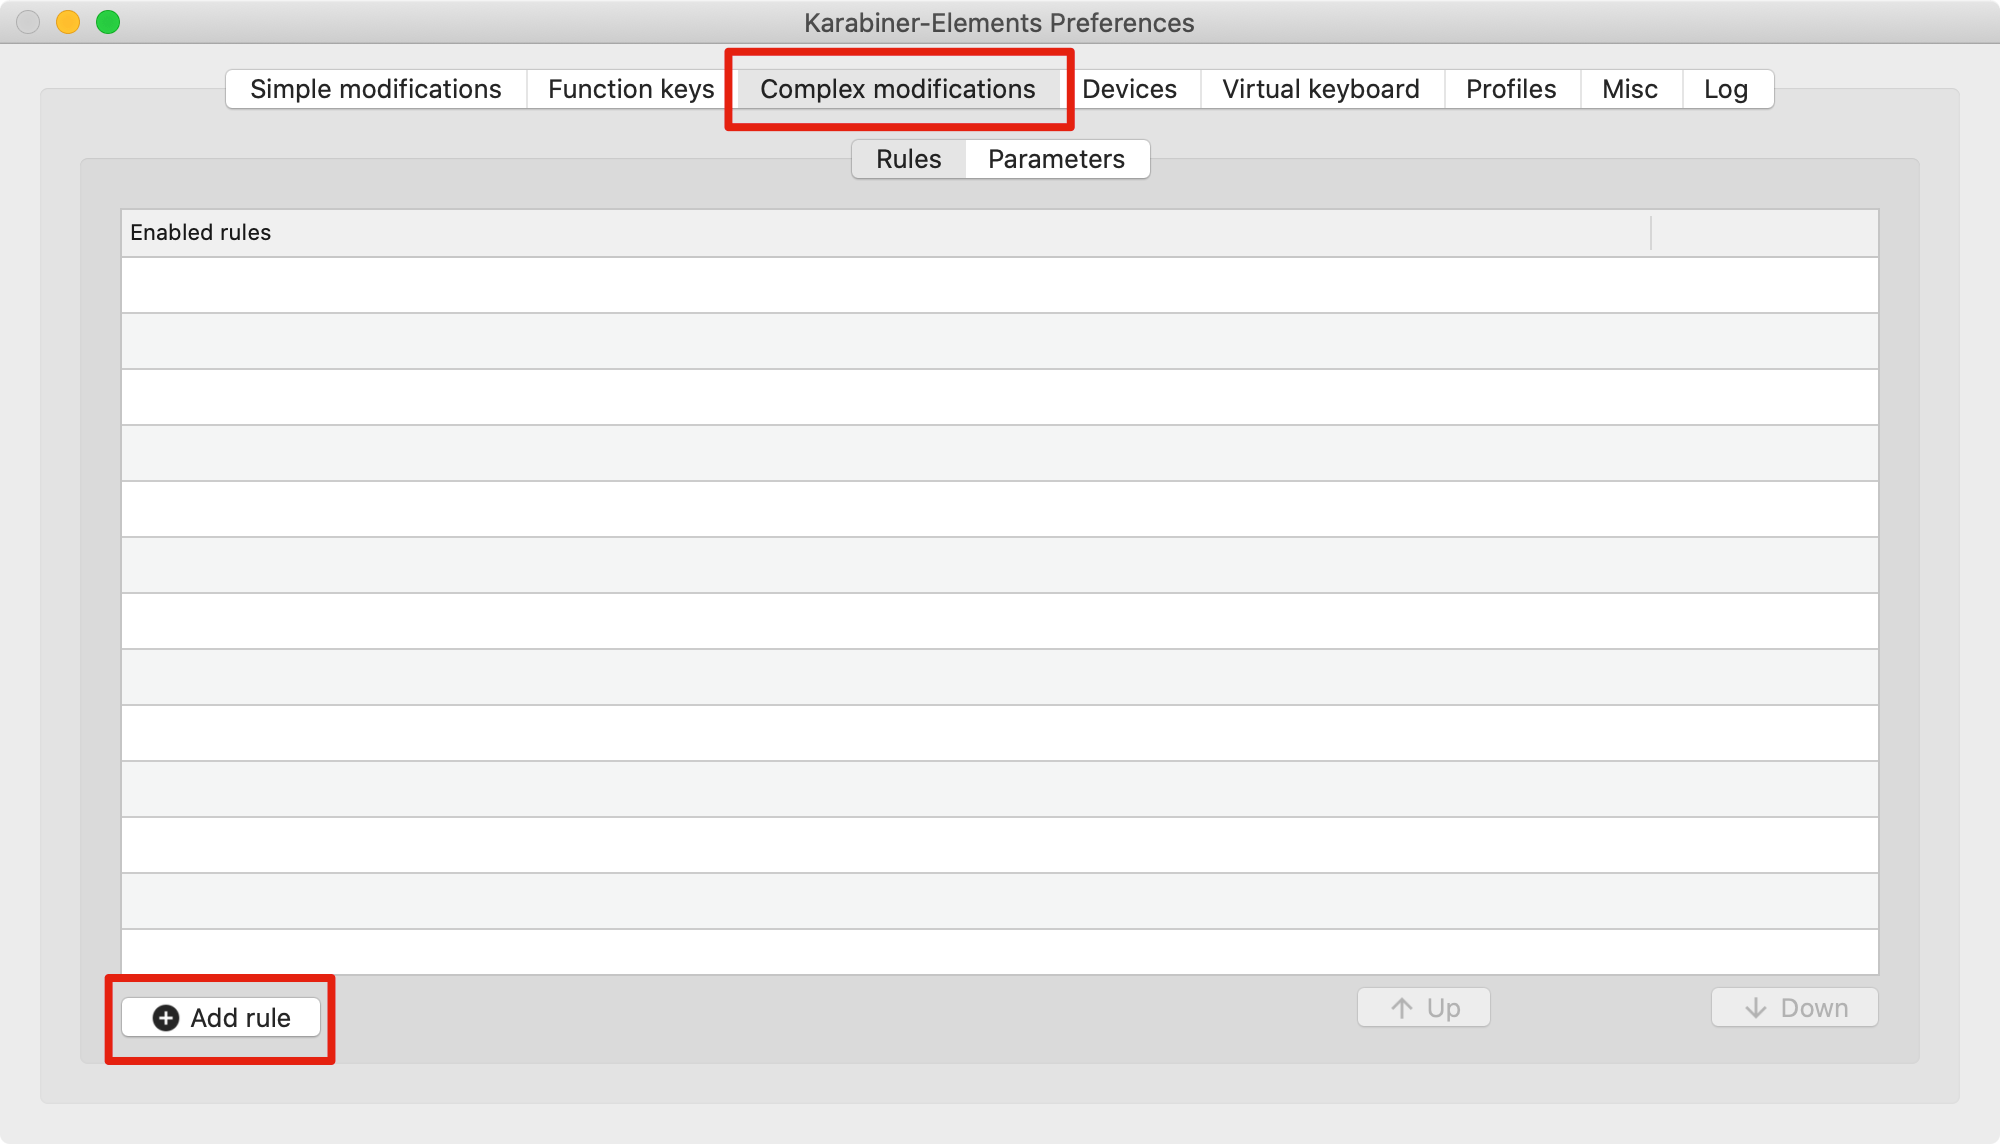 Karabiner-Elements Preferences
Simple modifications Function keys Complex modifications Devices Virtual keyboard Profiles Misc Log
Rules Parameters
Enabled rules
Add rule Up Down